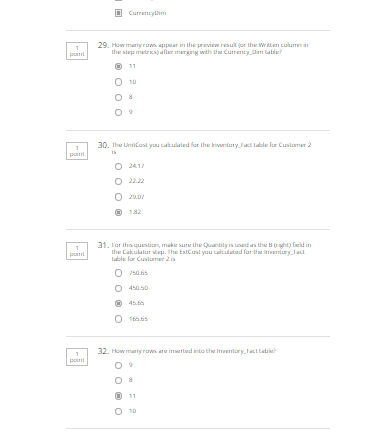 CurrencyDim
1
point
29. How many rows appear in the preview result (or the Written column in
the step metrics) after merging with the Currency_Dim table?
11
10
8
9
1
point
30. The UnitCost you calculated for the Inventory_Fact table for Customer 2
is
24.17
22.22
29.07
1.82
1
point
31. For this question, make sure the Quantity is used as the B (right) field in
the Calculator step. The ExtCost you calculated for the Inventory_Fact
table for Customer 2 is
750.65
450.50
45.65
165.65
1
point
32. How many rows are inserted into the Inventory_Fact table?
9
8
11
10